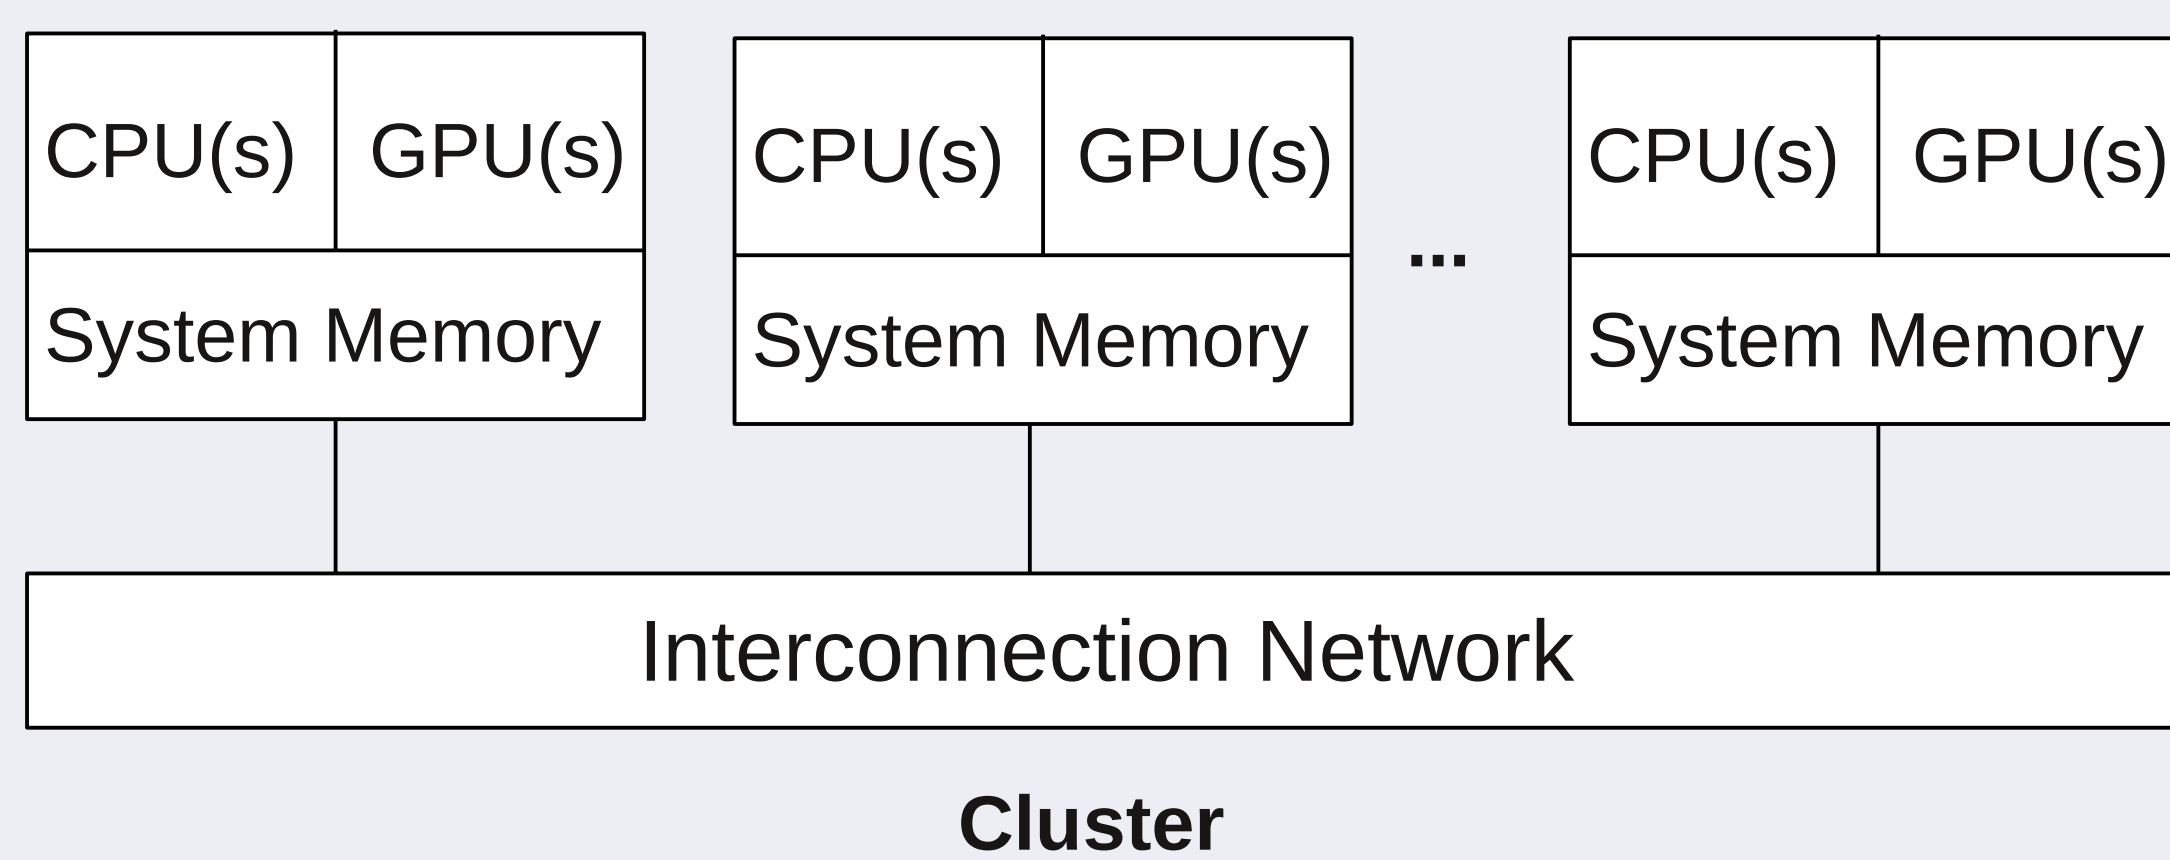 CPU(s) GPU(s)
System Memory
CPU(s) GPU(s)
System Memory
...
CPU(s) GPU(s)
System Memory
Interconnection Network
Cluster